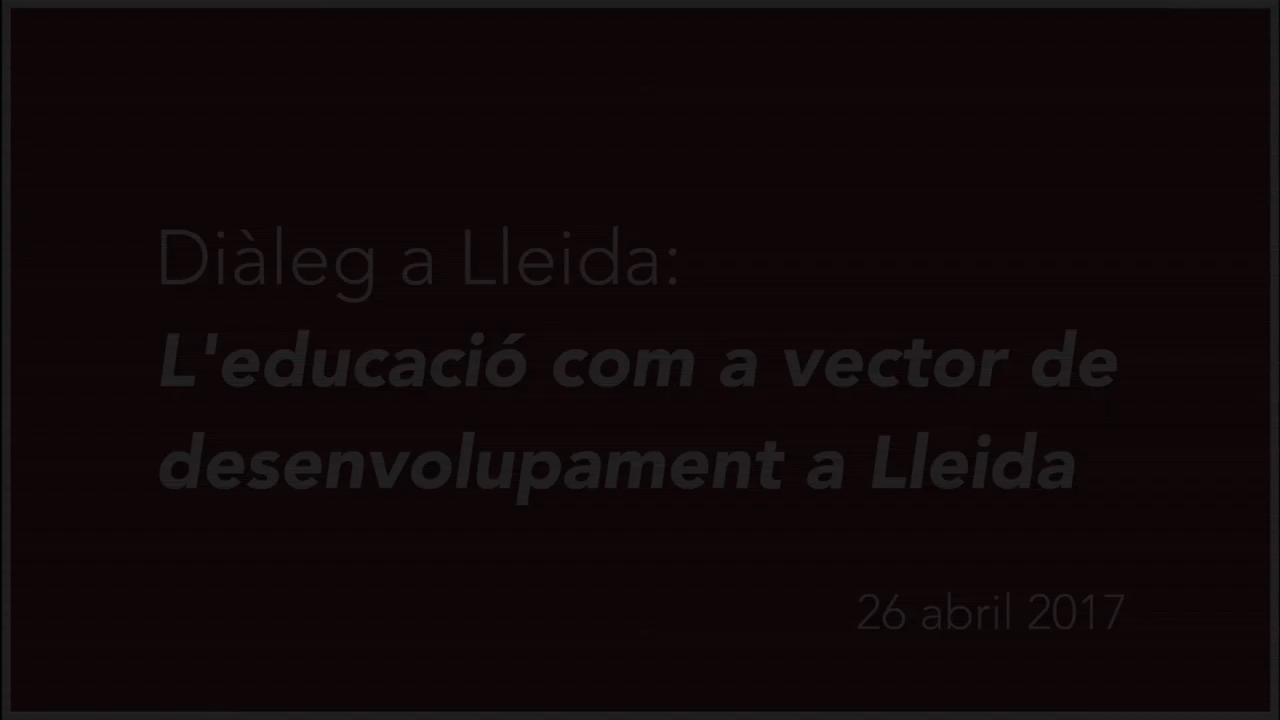 Diàleg a Lleida:
L'educació com a vector de
desenvolupament a Lleida
26 abril 2017